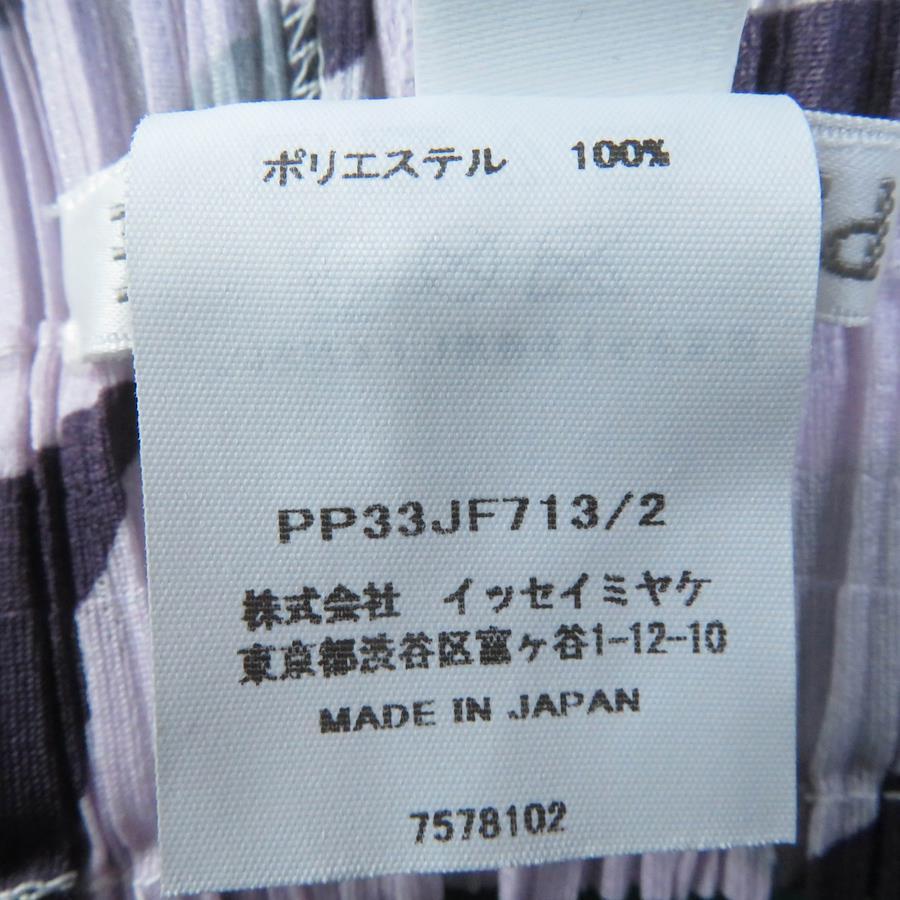 ポリエステル 100%
PP33JF713/2
株式会社 イッセイミヤケ
東京都渋谷区富ヶ谷1-12-10
MADE IN JAPAN
7578102